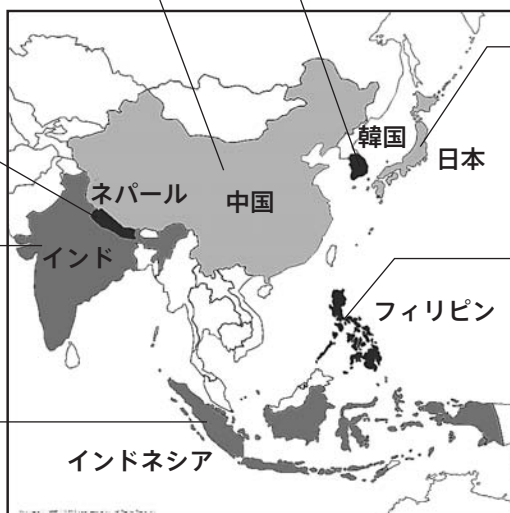 韓国
日本
ネパール
中国
インド
フィリピン
インドネシア